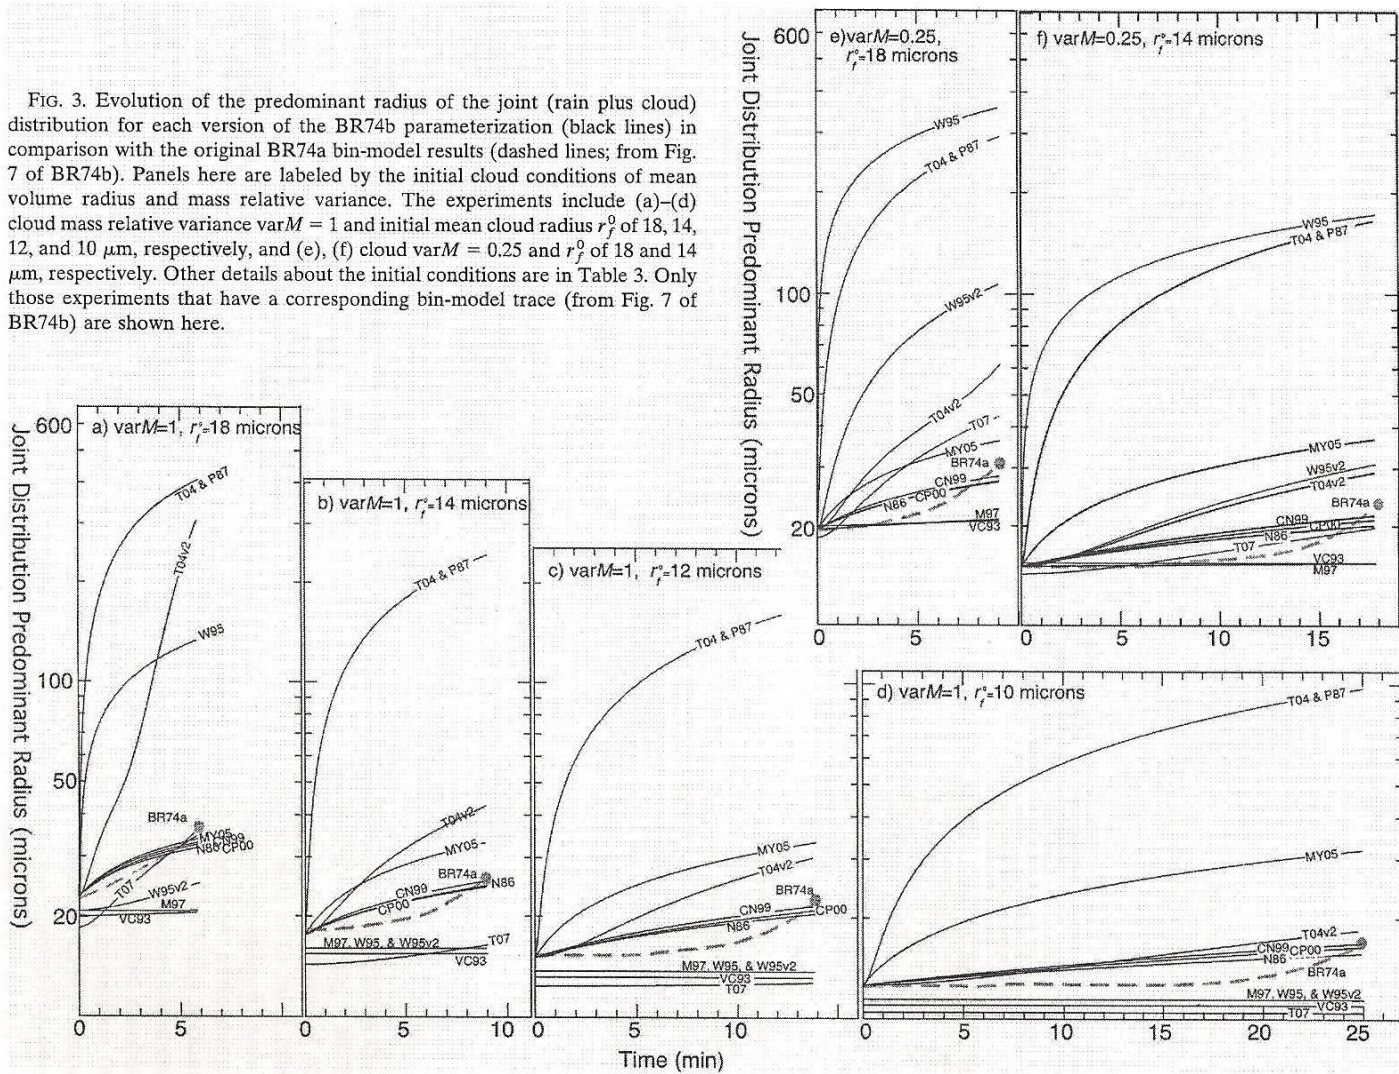 FIG. 3. Evolution of the predominant radius of the joint (rain plus cloud)
distribution for each version of the BR74b parameterization (black lines) in
comparison with the original BR74a bin-model results (dashed lines; from Fig.
7 of BR74b). Panels here are labeled by the initial cloud conditions of mean
volume radius and mass relative variance. The experiments include (a)–(d)
cloud mass relative variance varM = 1 and initial mean cloud radius r_f^0 of 18, 14,
12, and 10 μm, respectively, and (e), (f) cloud varM = 0.25 and r_f^0 of 18 and 14
μm, respectively. Other details about the initial conditions are in Table 3. Only
those experiments that have a corresponding bin-model trace (from Fig. 7 of
BR74b) are shown here.
Joint Distribution Predominant Radius (microns)
600
100
50
20
e)varM=0.25,
r_f°=18 microns
W95
T04 & P87
W95v2
T04v2
T07
MY05
BR74a
CN99
N86 CP00
M97
VC93
0
5
f) varM=0.25, r_f°=14 microns
W95
T04 & P87
MY05
W95v2
T04v2
BR74a
CN99
CP00
N86
T07
VC93
M97
0
5
10
15
Joint Distribution Predominant Radius (microns)
600
100
50
20
a) varM=1, r_f°=18 microns
T04 & P87
T04v2
W95
BR74a
MY05
CN99
N86
CP00
T07
W95v2
M97
VC93
0
5
b) varM=1, r_f°=14 microns
T04 & P87
T04v2
MY05
BR74a
CN99
N86
CP00
M97, W95, & W95v2
T07
VC93
0
5
10
c) varM=1, r_f°=12 microns
T04 & P87
MY05
T04v2
BR74a
CN99
CP00
N86
M97, W95, & W95v2
VC93
T07
0
5
10
d) varM=1, r_f°=10 microns
T04 & P87
MY05
T04v2
CN99
CP00
N86
BR74a
M97, W95, & W95v2
VC93
T07
0
5
10
15
20
25
Time (min)